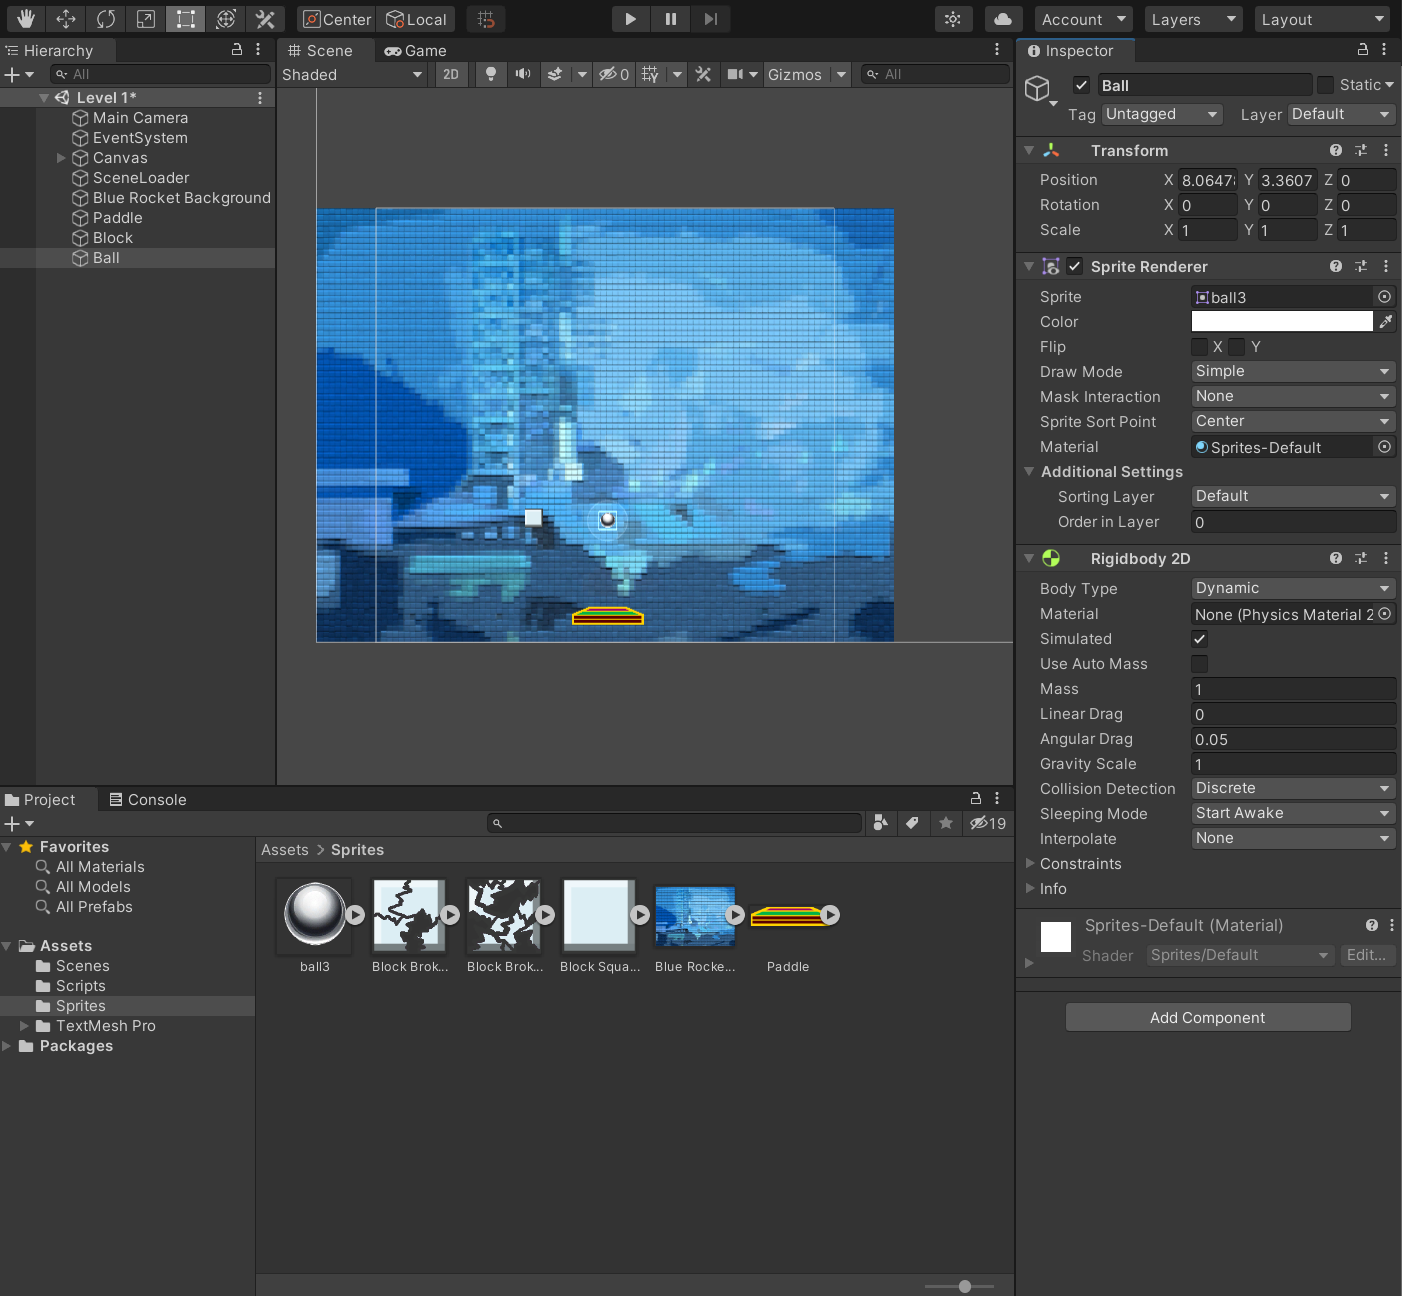 Center Local Account Layers Layout
Hierarchy
All
Level 1*
Main Camera
EventSystem
Canvas
SceneLoader
Blue Rocket Background
Paddle
Block
Ball
Scene Game
Shaded 2D 0 Gizmos All
Inspector
Ball Static
Tag Untagged Layer Default
Transform
Position X 8.0647 Y 3.3607 Z 0
Rotation X 0 Y 0 Z 0
Scale X 1 Y 1 Z 1
Sprite Renderer
Sprite ball3
Color
Flip X Y
Draw Mode Simple
Mask Interaction None
Sprite Sort Point Center
Material Sprites-Default
Additional Settings
Sorting Layer Default
Order in Layer 0
Rigidbody 2D
Body Type Dynamic
Material None (Physics Material 2
Simulated
Use Auto Mass
Mass 1
Linear Drag 0
Angular Drag 0.05
Gravity Scale 1
Collision Detection Discrete
Sleeping Mode Start Awake
Interpolate None
Constraints
Info
Sprites-Default (Material)
Shader Sprites/Default Edit...
Add Component
Project Console
19
Favorites
All Materials
All Models
All Prefabs
Assets
Scenes
Scripts
Sprites
TextMesh Pro
Packages
Assets > Sprites
ball3 Block Brok... Block Brok... Block Squa... Blue Rocke... Paddle